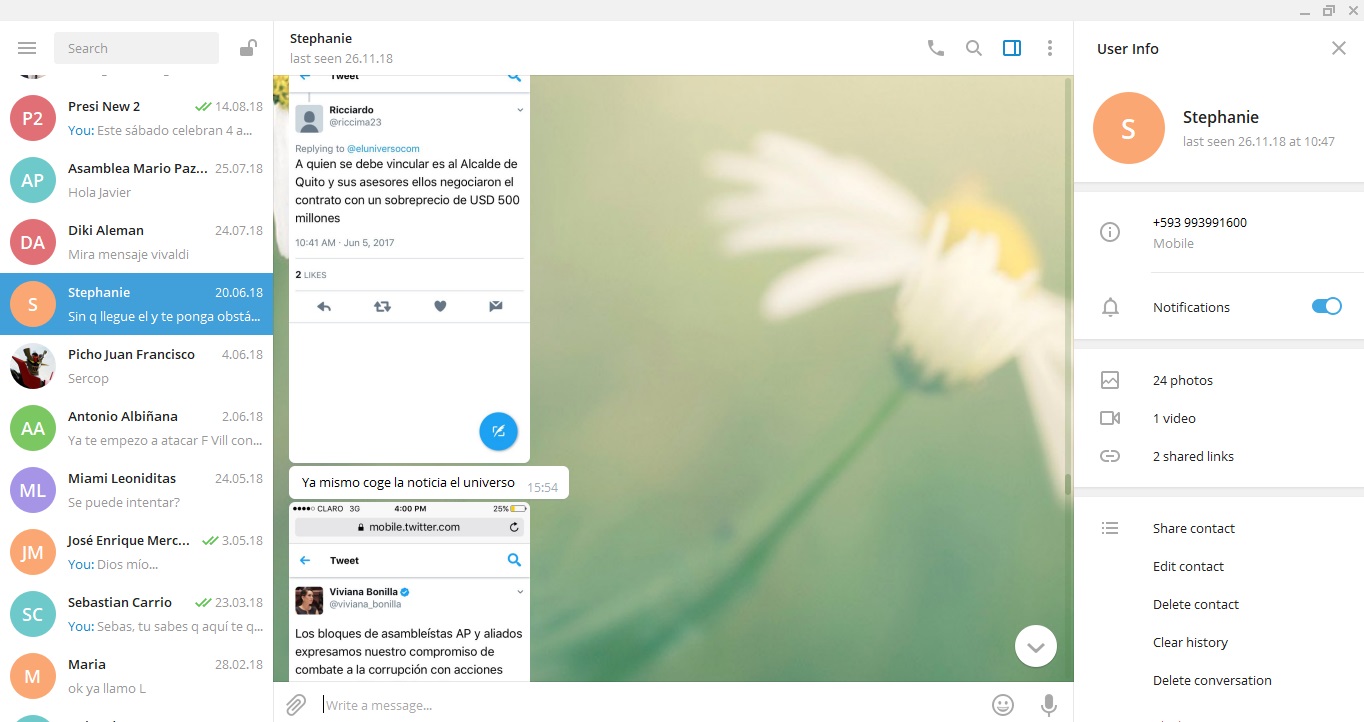 Search
P2
Presi New 2
14.08.18
You: Este sábado celebran 4 a...
AP
Asamblea Mario Paz...
25.07.18
Hola Javier
DA
Diki Aleman
24.07.18
Mira mensaje vivaldi
S
Stephanie
20.06.18
Sin q llegue el y te ponga obstá...
Picho Juan Francisco
4.06.18
Sercop
AA
Antonio Albiñana
2.06.18
Ya te empezo a atacar F Vill con...
ML
Miami Leoniditas
24.05.18
Se puede intentar?
JM
José Enrique Merc...
3.05.18
You: Dios mío...
SC
Sebastian Carrio
23.03.18
You: Sebas, tu sabes q aquí te q...
M
Maria
28.02.18
ok ya llamo L
Stephanie
last seen 26.11.18
Tweet
Ricciardo
@riccima23
Replying to @eluniversocom
A quien se debe vincular es al Alcalde de
Quito y sus asesores ellos negociaron el
contrato con un sobreprecio de USD 500
millones
10:41 AM · Jun 5, 2017
2 LIKES
Ya mismo coge la noticia el universo
15:54
CLARO 3G 4:00 PM 25%
mobile.twitter.com
Tweet
Viviana Bonilla
@viviana_bonilla
Los bloques de asambleístas AP y aliados
expresamos nuestro compromiso de
combate a la corrupción con acciones
Write a message...
User Info
S
Stephanie
last seen 26.11.18 at 10:47
+593 993991600
Mobile
Notifications
24 photos
1 video
2 shared links
Share contact
Edit contact
Delete contact
Clear history
Delete conversation